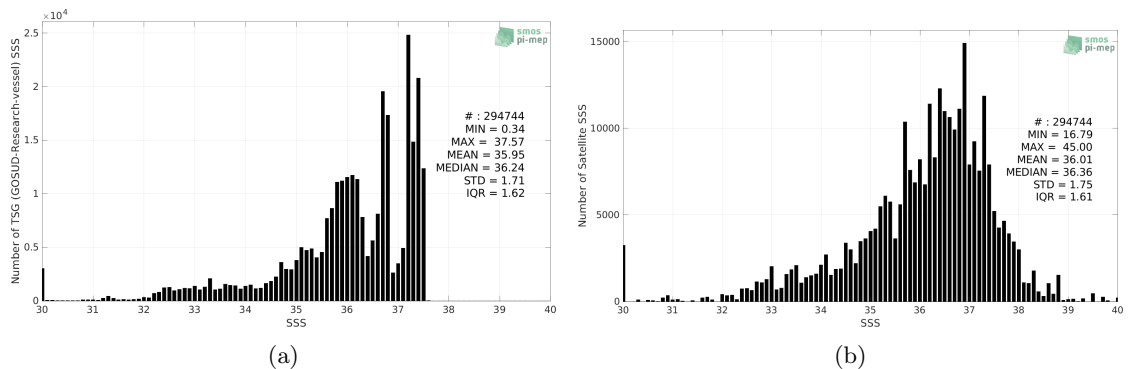 ×10⁴
2.5
2
1.5
1
0.5
0
Number of TSG (GOSUD-Research-vessel) SSS
smos
pi-mep
# : 294744
MIN = 0.34
MAX = 37.57
MEAN = 35.95
MEDIAN = 36.24
STD = 1.71
IQR = 1.62
30 31 32 33 34 35 36 37 38 39 40
SSS
(a)
15000
10000
5000
0
Number of Satellite SSS
smos
pi-mep
# : 294744
MIN = 16.79
MAX = 45.00
MEAN = 36.01
MEDIAN = 36.36
STD = 1.75
IQR = 1.61
30 31 32 33 34 35 36 37 38 39 40
SSS
(b)